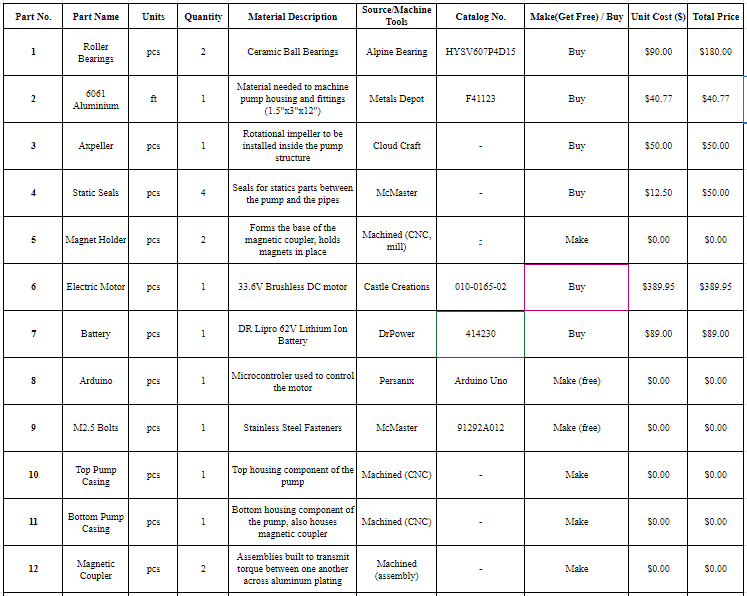 Part No. Part Name Units Quantity Material Description Source/Machine Tools Catalog No. Make(Get Free) / Buy Unit Cost ($) Total Price
1 Roller Bearings pcs 2 Ceramic Ball Bearings Alpine Bearing HYSV607P4D15 Buy $90.00 $180.00
2 6061 Aluminium ft 1 Material needed to machine pump housing and fittings (1.5"x3"x12") Metals Depot F41123 Buy $40.77 $40.77
3 Axpeller pcs 1 Rotational impeller to be installed inside the pump structure Cloud Craft - Buy $50.00 $50.00
4 Static Seals pcs 4 Seals for statics parts between the pump and the pipes McMaster - Buy $12.50 $50.00
5 Magnet Holder pcs 2 Forms the base of the magnetic coupler, holds magnets in place Machined (CNC, mill) - Make $0.00 $0.00
6 Electric Motor pcs 1 33.6V Brushless DC motor Castle Creations 010-0165-02 Buy $389.95 $389.95
7 Battery pcs 1 DR Lipro 62V Lithium Ion Battery DrPower 414230 Buy $89.00 $89.00
8 Arduino pcs 1 Microcontroler used to control the motor Persanix Arduino Uno Make (free) $0.00 $0.00
9 M2.5 Bolts pcs 1 Stainless Steel Fasteners McMaster 91292A012 Make (free) $0.00 $0.00
10 Top Pump Casing pcs 1 Top housing component of the pump Machined (CNC) - Make $0.00 $0.00
11 Bottom Pump Casing pcs 1 Bottom housing component of the pump, also houses magnetic coupler Machined (CNC) - Make $0.00 $0.00
12 Magnetic Coupler pcs 2 Assemblies built to transmit torque between one another across aluminum plating Machined (assembly) - Make $0.00 $0.00